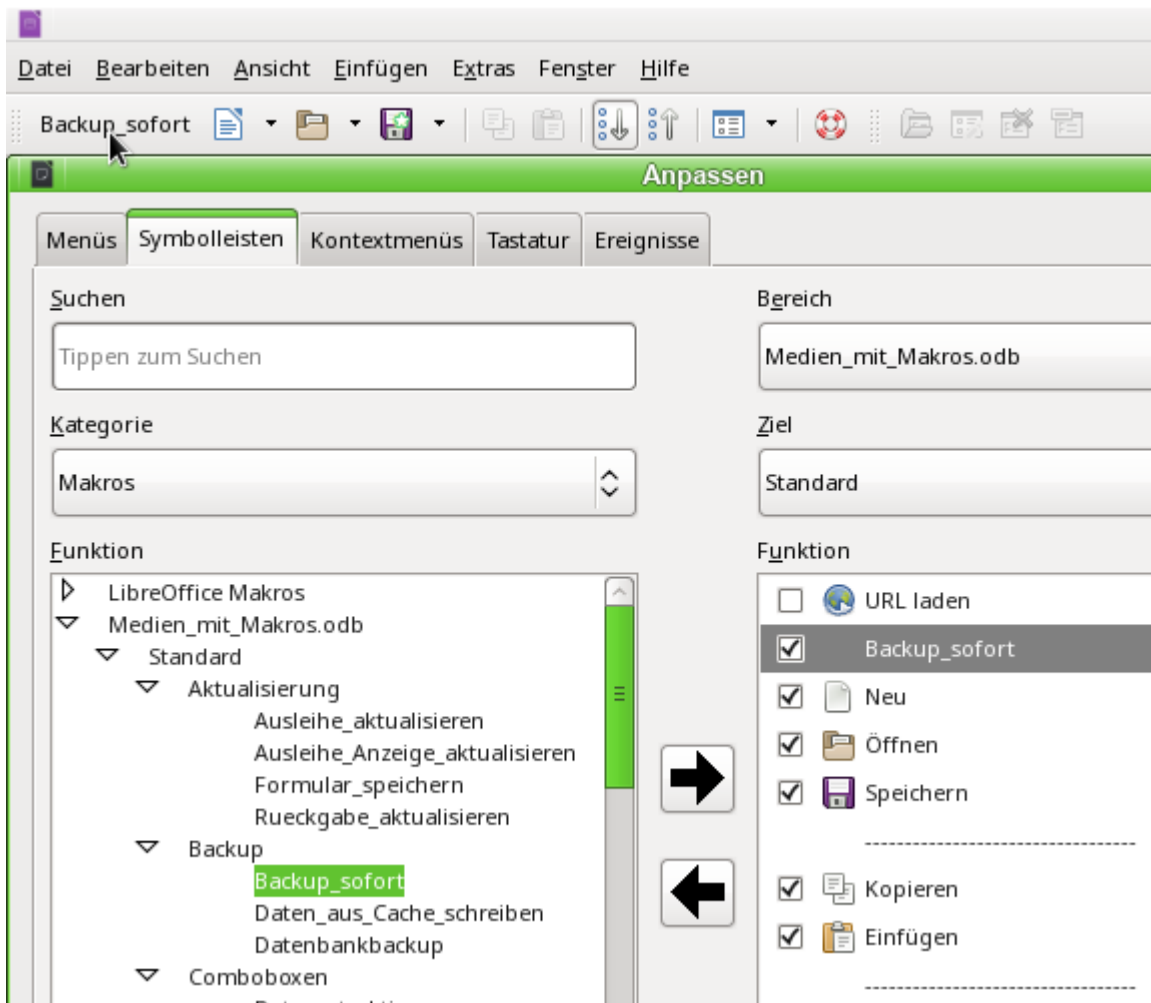 Datei Bearbeiten Ansicht Einfügen Extras Fenster Hilfe
Backup_sofort
Anpassen
Menüs Symbolleisten Kontextmenüs Tastatur Ereignisse
Suchen
Tippen zum Suchen
Kategorie
Makros
Funktion
LibreOffice Makros
Medien_mit_Makros.odb
Standard
Aktualisierung
Ausleihe_aktualisieren
Ausleihe_Anzeige_aktualisieren
Formular_speichern
Rueckgabe_aktualisieren
Backup
Backup_sofort
Daten_aus_Cache_schreiben
Datenbankbackup
Comboboxen
Bereich
Medien_mit_Makros.odb
Ziel
Standard
Funktion
URL laden
Backup_sofort
Neu
Öffnen
Speichern
--------------------------------
Kopieren
Einfügen
--------------------------------